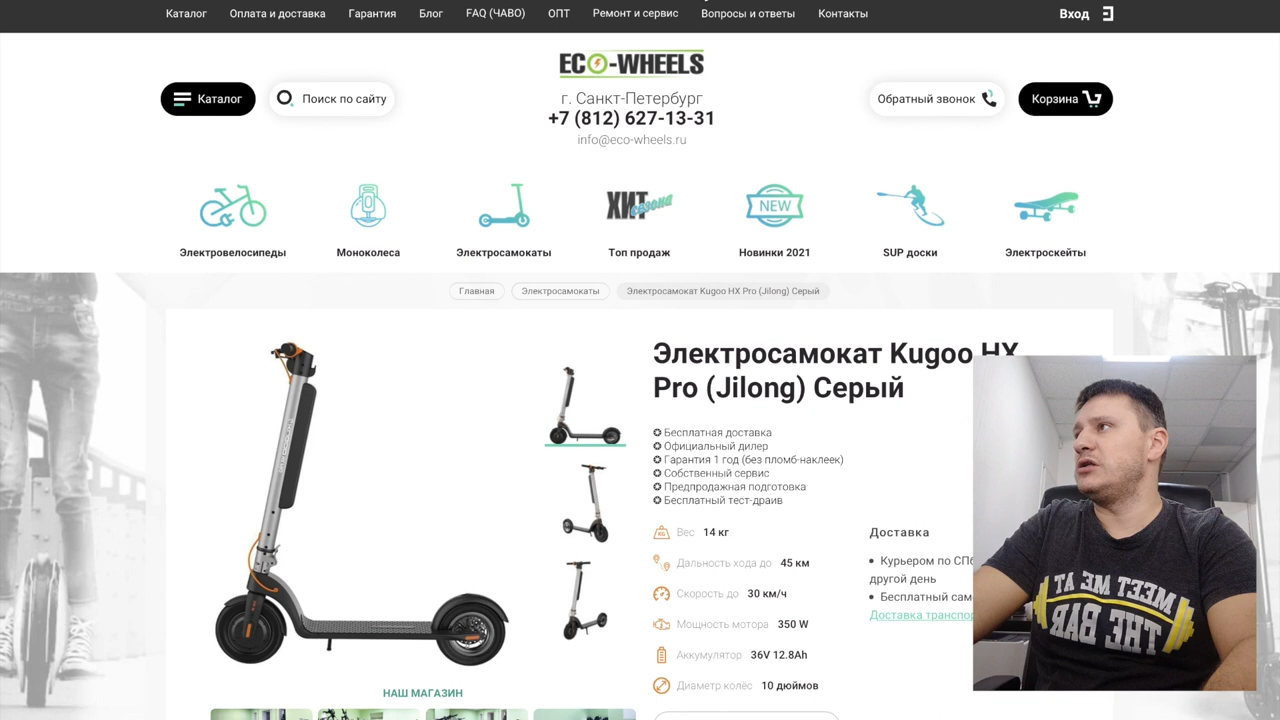 Каталог Оплата и доставка Гарантия Блог FAQ (ЧАВО) ОПТ Ремонт и сервис Вопросы и ответы Контакты Вход
ECO-WHEELS
Каталог Поиск по сайту
г. Санкт-Петербург
+7 (812) 627-13-31
info@eco-wheels.ru
Обратный звонок Корзина
ХИТ сезона
NEW
Электровелосипеды Моноколеса Электросамокаты Топ продаж Новинки 2021 SUP доски Электроскейты
Главная Электросамокаты Электросамокат Kugoo HX Pro (Jilong) Серый
Электросамокат Kugoo HX
Pro (Jilong) Серый
Бесплатная доставка
Официальный дилер
Гарантия 1 год (без пломб-наклеек)
Собственный сервис
Предпродажная подготовка
Бесплатный тест-драйв
Вес 14 кг
Дальность хода до 45 км
Скорость до 30 км/ч
Мощность мотора 350 W
Аккумулятор 36V 12.8Ah
Диаметр колёс 10 дюймов
Доставка
Курьером по СПб
другой день
Бесплатный сам
Доставка транспор
MEET ME AT
THE BAR
НАШ МАГАЗИН